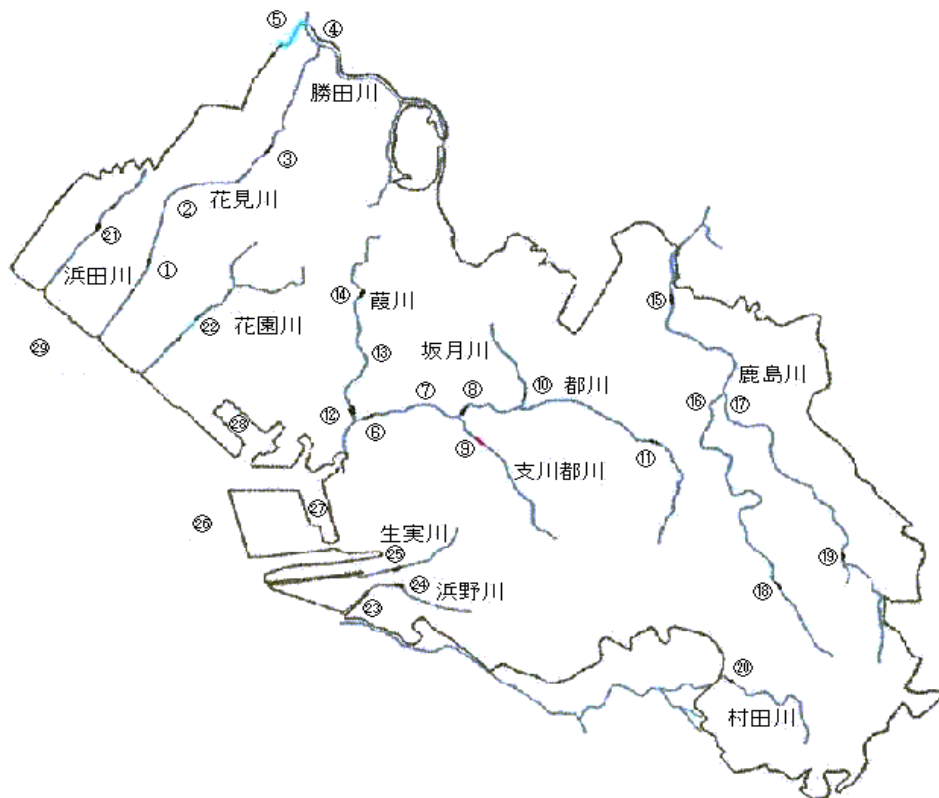 ⑤
④
勝田川
③
②
花見川
㉑
浜田川
①
⑭
葭川
⑮
㉒
花園川
㉙
坂月川
⑬
鹿島川
⑦
⑧
⑩
都川
⑯
⑰
⑫
⑥
㉘
⑨
⑪
支川都川
㉗
㉖
生実川
㉕
⑲
㉔
浜野川
⑱
㉓
⑳
村田川